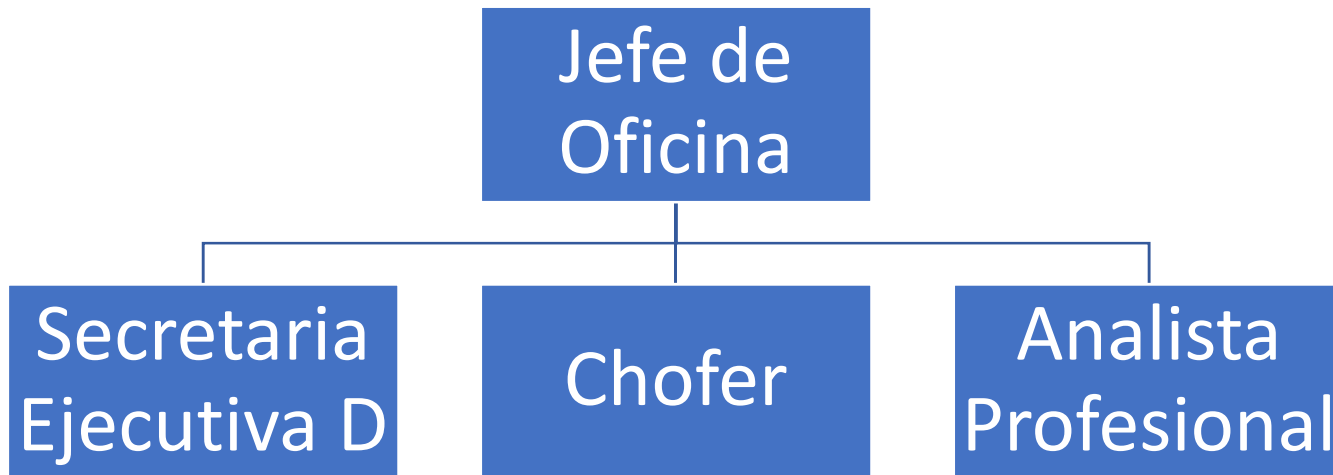 Jefe de
Oficina
Secretaria
Ejecutiva D
Chofer
Analista
Profesional